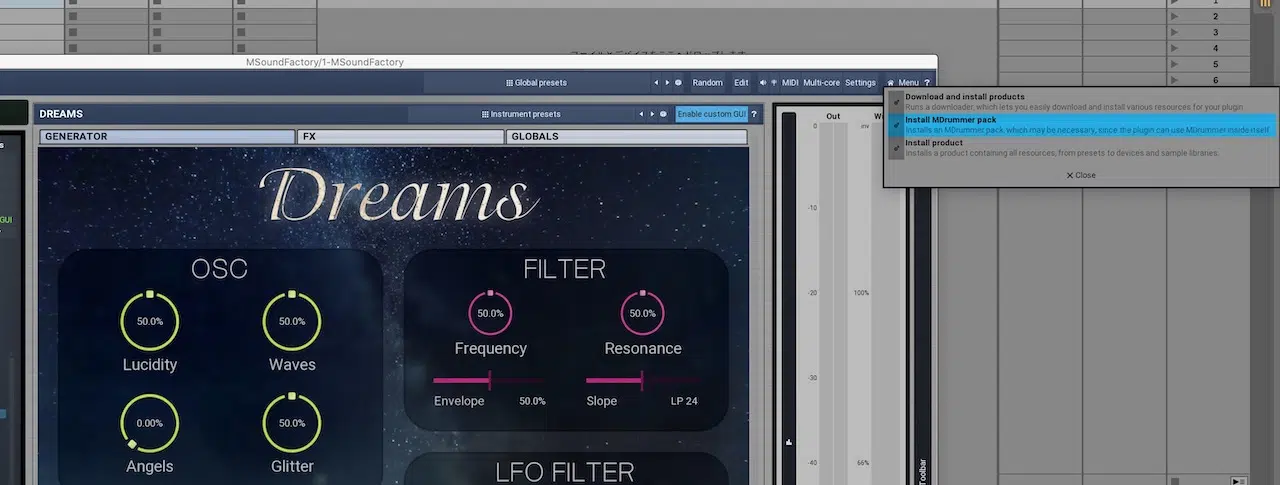 1
2
3
4
5
6
ファイルとデバイスをここへドロップします
MSoundFactory/1-MSoundFactory
Global presets
Random
Edit
MIDI
Multi-core
Settings
Menu
?
Download and install products
Runs a downloader, which lets you easily download and install various resources for your plugin
Install MDrummer pack
Installs an MDrummer pack, which may be necessary, since the plugin can use MDrummer inside itself
Install product
Installs a product containing all resources, from presets to devices and sample libraries.
Close
DREAMS
Instrument presets
Enable custom GUI
?
GENERATOR
FX
GLOBALS
Dreams
OSC
50.0%
Lucidity
50.0%
Waves
0.00%
Angels
50.0%
Glitter
FILTER
50.0%
Frequency
50.0%
Resonance
Envelope
50.0%
Slope
LP 24
LFO FILTER
GUI
Out
W
0
inv
-10
-20
100%
-30
-40
66%
Toolbar